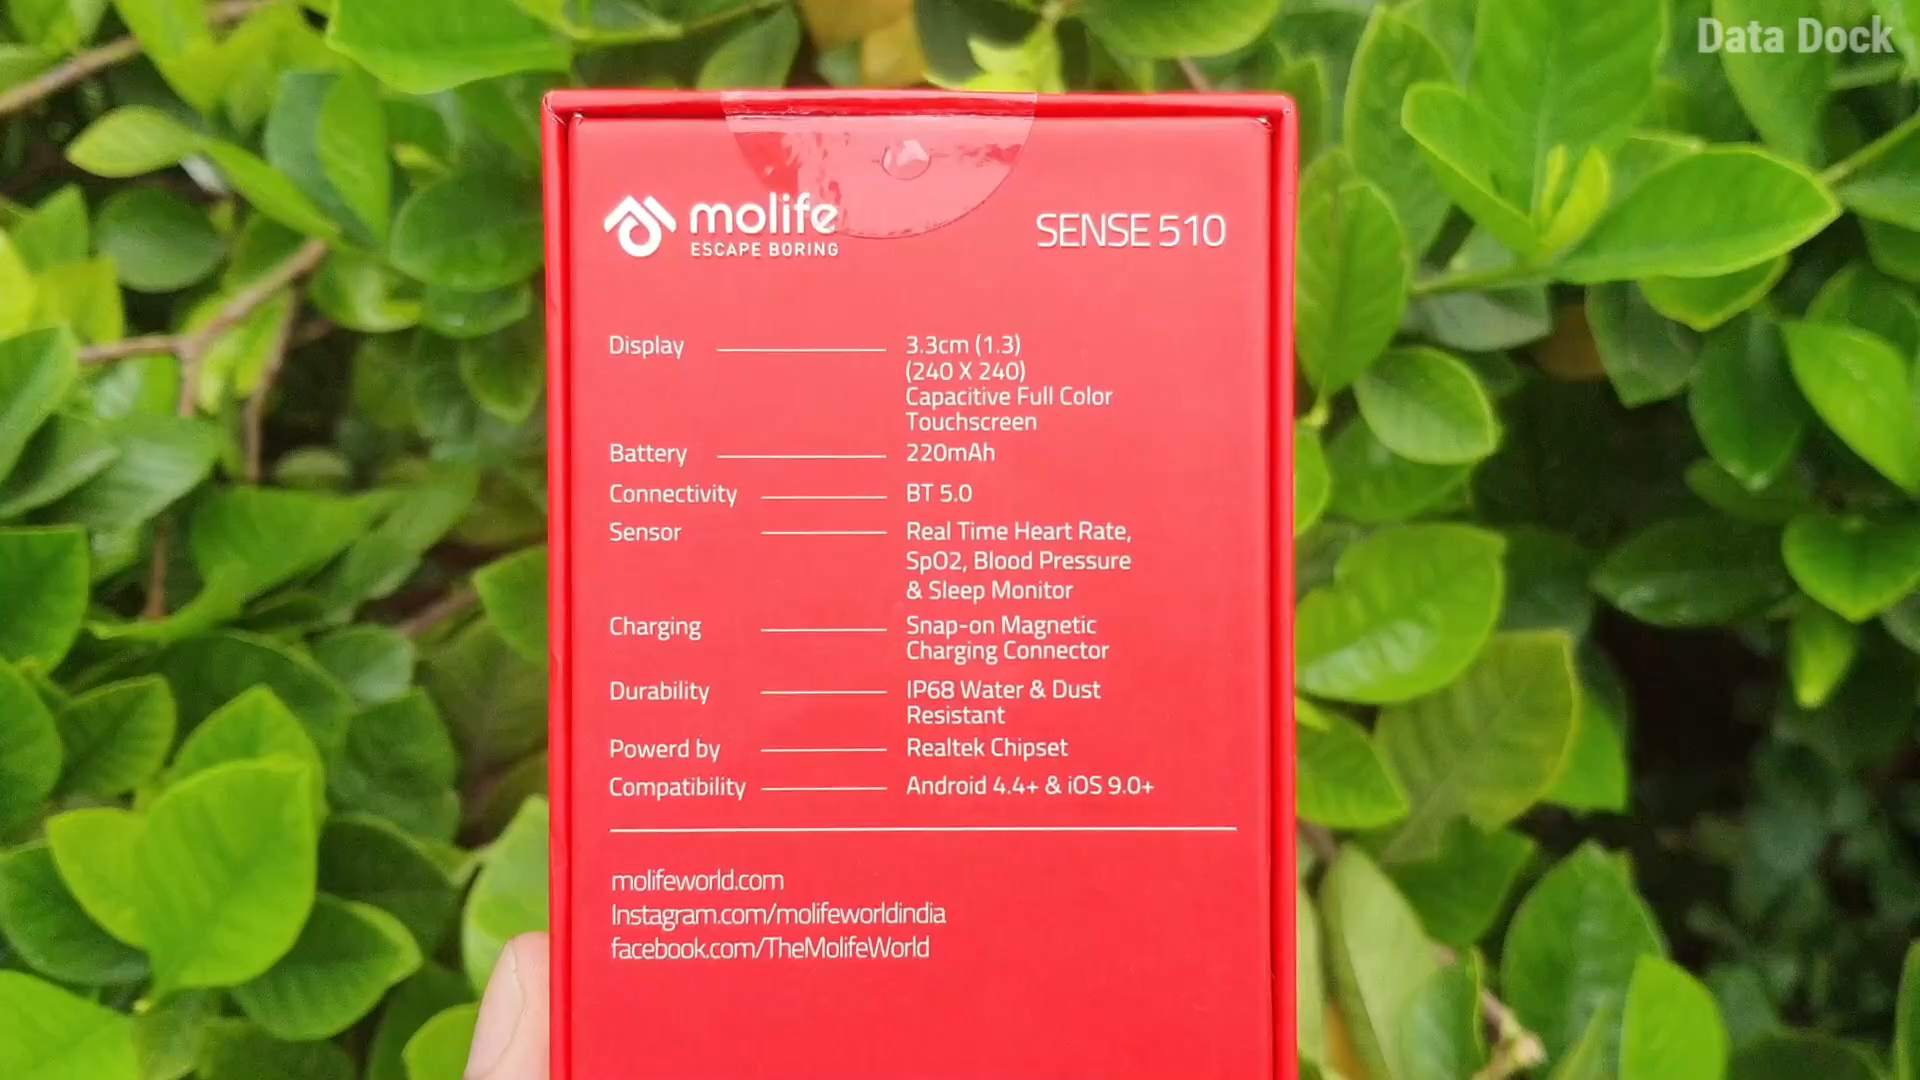 Data Dock
molife
ESCAPE BORING
SENSE 510
Display 3.3cm (1.3)
(240 X 240)
Capacitive Full Color
Touchscreen
Battery 220mAh
Connectivity BT 5.0
Sensor Real Time Heart Rate,
SpO2, Blood Pressure
& Sleep Monitor
Charging Snap-on Magnetic
Charging Connector
Durability IP68 Water & Dust
Resistant
Powerd by Realtek Chipset
Compatibility Android 4.4+ & iOS 9.0+
molifeworld.com
Instagram.com/molifeworldindia
facebook.com/TheMolifeWorld